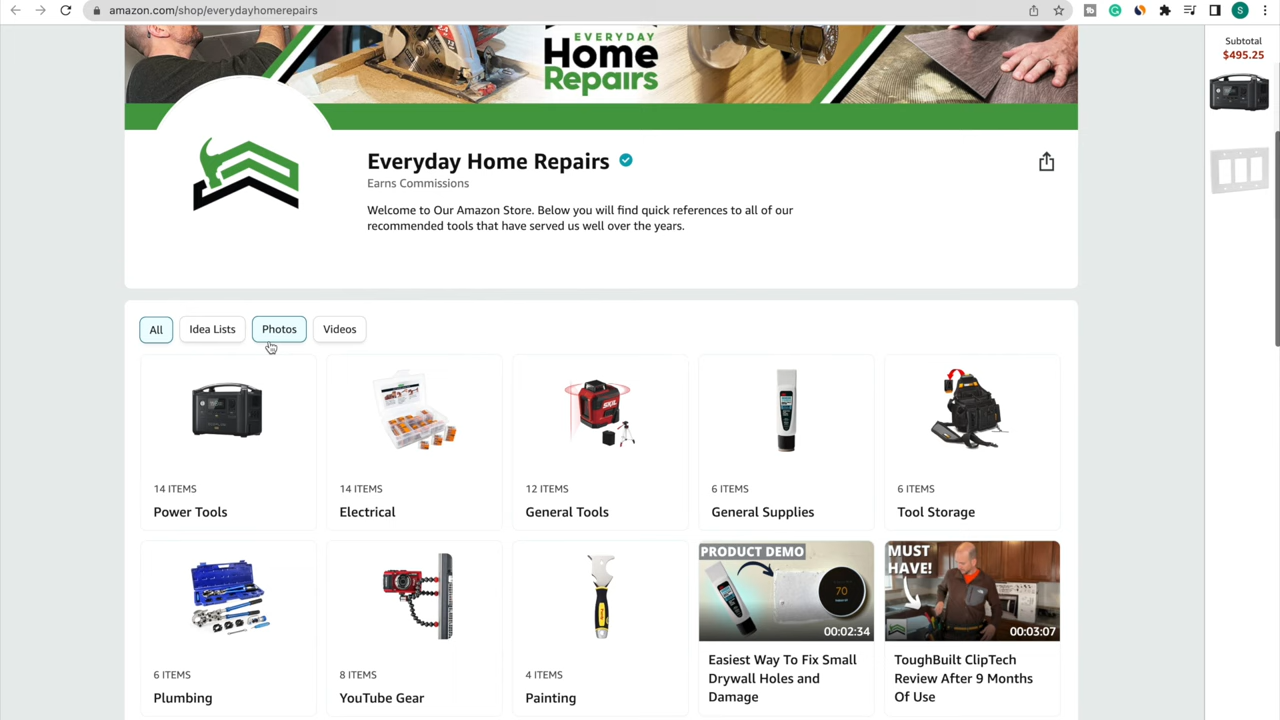 amazon.com/shop/everydayhomerepairs
S
Subtotal
$495.25
EVERYDAY
Home
Repairs
Everyday Home Repairs
Earns Commissions
Welcome to Our Amazon Store. Below you will find quick references to all of our
recommended tools that have served us well over the years.
All
Idea Lists
Photos
Videos
SKIL
14 ITEMS
Power Tools
14 ITEMS
Electrical
12 ITEMS
General Tools
6 ITEMS
General Supplies
6 ITEMS
Tool Storage
PRODUCT DEMO
70
00:02:34
MUST
HAVE!
00:03:07
6 ITEMS
Plumbing
8 ITEMS
YouTube Gear
4 ITEMS
Painting
Easiest Way To Fix Small
Drywall Holes and
Damage
ToughBuilt ClipTech
Review After 9 Months
Of Use